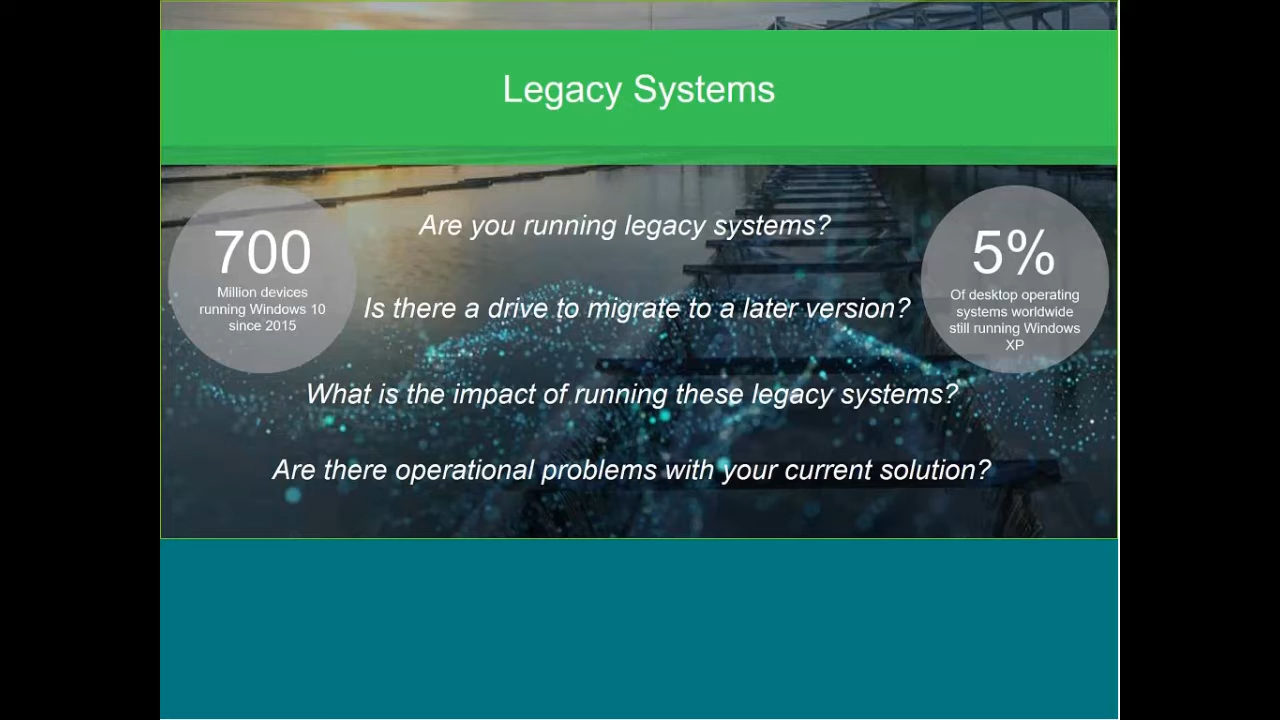 Legacy Systems
700
Million devices
running Windows 10
since 2015
Are you running legacy systems?
Is there a drive to migrate to a later version?
What is the impact of running these legacy systems?
Are there operational problems with your current solution?
5%
Of desktop operating
systems worldwide
still running Windows
XP